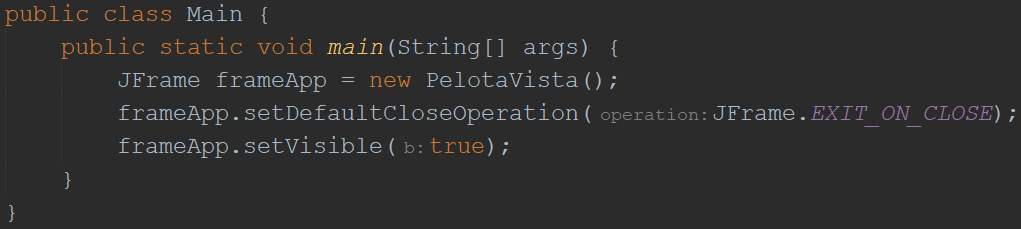 public class Main {
public static void main(String[] args) {
JFrame frameApp = new PelotaVista();
frameApp.setDefaultCloseOperation( operation: JFrame.EXIT_ON_CLOSE);
frameApp.setVisible( b: true);
}
}